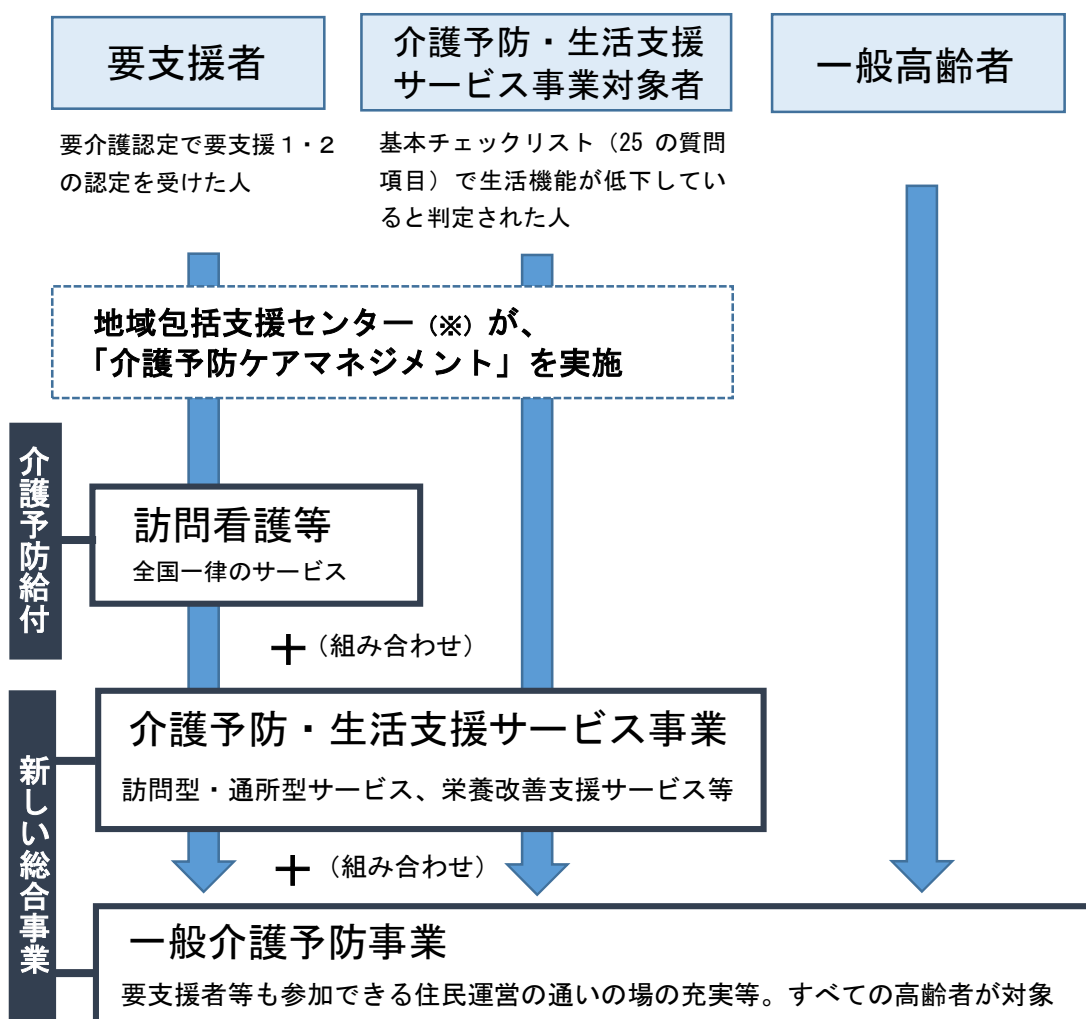 要支援者
介護予防・生活支援
サービス事業対象者
一般高齢者
要介護認定で要支援1・2
の認定を受けた人
基本チェックリスト（25 の質問
項目）で生活機能が低下してい
ると判定された人
地域包括支援センター（※）が、
「介護予防ケアマネジメント」を実施
介護予防給付
訪問看護等
全国一律のサービス
＋（組み合わせ）
新しい総合事業
介護予防・生活支援サービス事業
訪問型・通所型サービス、栄養改善支援サービス等
＋（組み合わせ）
一般介護予防事業
要支援者等も参加できる住民運営の通いの場の充実等。すべての高齢者が対象